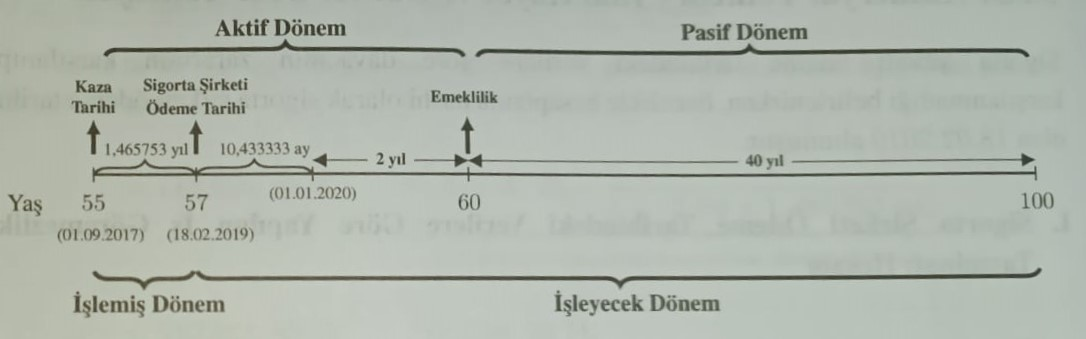 Aktif Dönem
Pasif Dönem
Kaza
Tarihi
Sigorta Şirketi
Ödeme Tarihi
Emeklilik
1,465753 yıl
10,433333 ay
2 yıl
40 yıl
(01.01.2020)
Yaş 55 57 60 100
(01.09.2017) (18.02.2019)
İşlemiş Dönem
İşleyecek Dönem